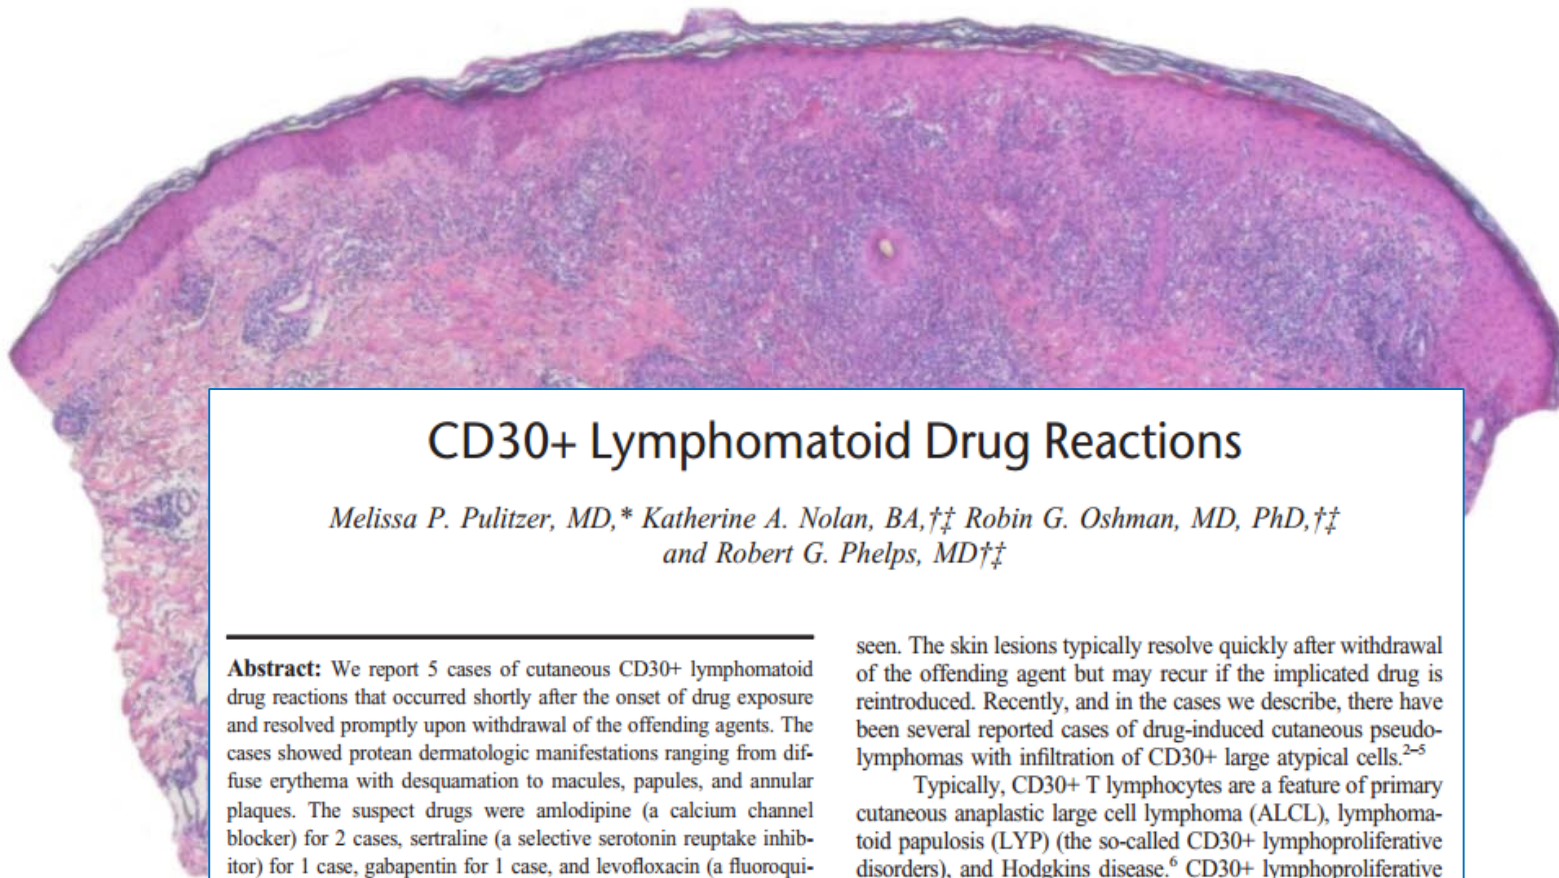 CD30+ Lymphomatoid Drug Reactions
Melissa P. Pulitzer, MD,* Katherine A. Nolan, BA,†‡ Robin G. Oshman, MD, PhD,†‡
and Robert G. Phelps, MD†‡
Abstract: We report 5 cases of cutaneous CD30+ lymphomatoid
drug reactions that occurred shortly after the onset of drug exposure
and resolved promptly upon withdrawal of the offending agents. The
cases showed protean dermatologic manifestations ranging from dif-
fuse erythema with desquamation to macules, papules, and annular
plaques. The suspect drugs were amlodipine (a calcium channel
blocker) for 2 cases, sertraline (a selective serotonin reuptake inhib-
itor) for 1 case, gabapentin for 1 case, and levofloxacin (a fluoroqui-
seen. The skin lesions typically resolve quickly after withdrawal
of the offending agent but may recur if the implicated drug is
reintroduced. Recently, and in the cases we describe, there have
been several reported cases of drug-induced cutaneous pseudo-
lymphomas with infiltration of CD30+ large atypical cells.2–5
Typically, CD30+ T lymphocytes are a feature of primary
cutaneous anaplastic large cell lymphoma (ALCL), lymphoma-
toid papulosis (LYP) (the so-called CD30+ lymphoproliferative
disorders), and Hodgkins disease.6 CD30+ lymphoproliferative